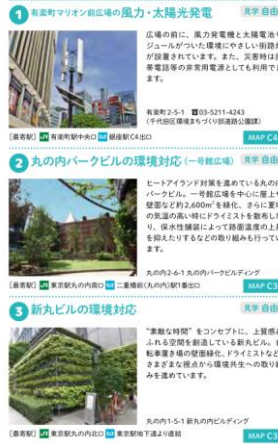 1 有楽町マリオン前広場の風力・太陽光発電 見学 自由
広場の前に、風力発電機と太陽電池モ
ジュールがついた環境にやさしい街路灯
が設置されています。また、災害時は携
帯電話等の非常用電源としても利用でき
ます。
有楽町2-5-1 ☎03-5211-4243
(千代田区環境まちづくり部道路公園課)
[最寄駅] JR 有楽町駅中央口 銀座駅C4出口
MAP C4
2 丸の内パークビルの環境対応(一号館広場) 見学 自由
ヒートアイランド対策を進めている丸の内
パークビル。一号館広場を中心に屋上や
壁面など約2,600㎡を緑化、さらに夏場
の気温の高い時にドライミストを散布した
り、保水性舗装によって路面温度の上昇
を抑えたりするなどの取り組みも行ってい
ます。
丸の内2-6-1 丸の内パークビルディング
[最寄駅] JR 東京駅丸の内南口 二重橋前(丸の内)駅1番出口
MAP C3
3 新丸ビルの環境対応 見学 自由
"素敵な時間"をコンセプトに、上質感あ
ふれる空間を創造している新丸ビル。自
転車置き場の壁面緑化、ドライミストなど、
さまざまな視点から環境共生への取り組
みを進めています。
丸の内1-5-1 新丸の内ビルディング
[最寄駅] JR 東京駅丸の内北口 東京駅地下道より直結
MAP C3